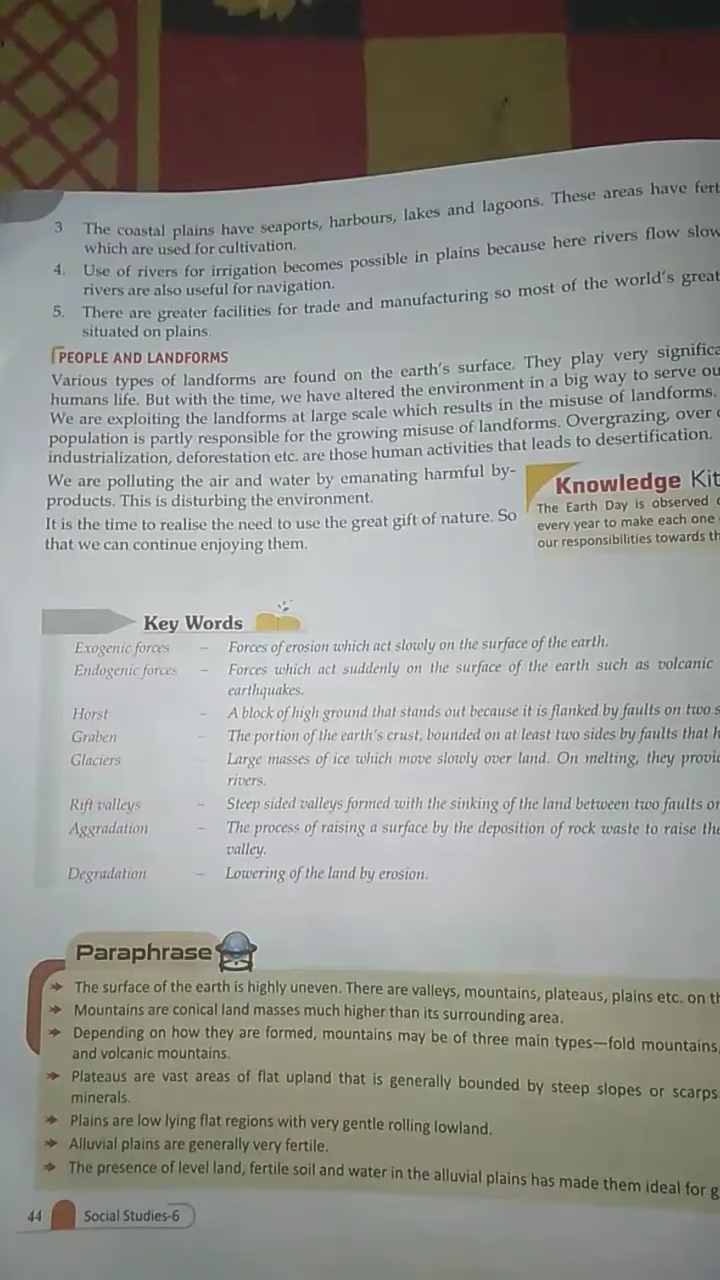 3 The coastal plains have seaports, harbours, lakes and lagoons. These areas have
which are used for cultivation.
4. Use of rivers for irrigation becomes possible in plains because here rivers flow
rivers are also useful for navigation.
5. There are greater facilities for trade and manufacturing so most of the world's great
situated on plains.
PEOPLE AND LANDFORMS
Various types of landforms are found on the earth's surface. They play very
humans life. But with the time, we have altered the environment in a big way to serve
We are exploiting the landforms at large scale which results in the misuse of landforms.
population is partly responsible for the growing misuse of landforms. Overgrazing, over
industrialization, deforestation etc. are those human activities that leads to desertification.
We are polluting the air and water by emanating harmful by-
products. This is disturbing the environment.
It is the time to realise the need to use the great gift of nature. So
that we can continue enjoying them.
Knowledge Kit
The Earth Day is observed
every year to make each one
our responsibilities towards
Key Words
Exogenic forces – Forces of erosion which act slowly on the surface of the earth.
Endogenic forces – Forces which act suddenly on the surface of the earth such as volcanic
earthquakes.
Horst – A block of high ground that stands out because it is flanked by faults on two
Graben – The portion of the earth's crust, bounded on at least two sides by faults that
Glaciers – Large masses of ice which move slowly over land. On melting, they
rivers.
Rift valleys – Steep sided valleys formed with the sinking of the land between two faults or
Aggradation – The process of raising a surface by the deposition of rock waste to raise the
valley.
Degradation – Lowering of the land by erosion.
Paraphrase
The surface of the earth is highly uneven. There are valleys, mountains, plateaus, plains etc. on
Mountains are conical land masses much higher than its surrounding area.
Depending on how they are formed, mountains may be of three main types—fold mountains,
and volcanic mountains.
Plateaus are vast areas of flat upland that is generally bounded by steep slopes or scarps
minerals.
Plains are low lying flat regions with very gentle rolling lowland.
Alluvial plains are generally very fertile.
The presence of level land, fertile soil and water in the alluvial plains has made them ideal for
44 Social Studies-6